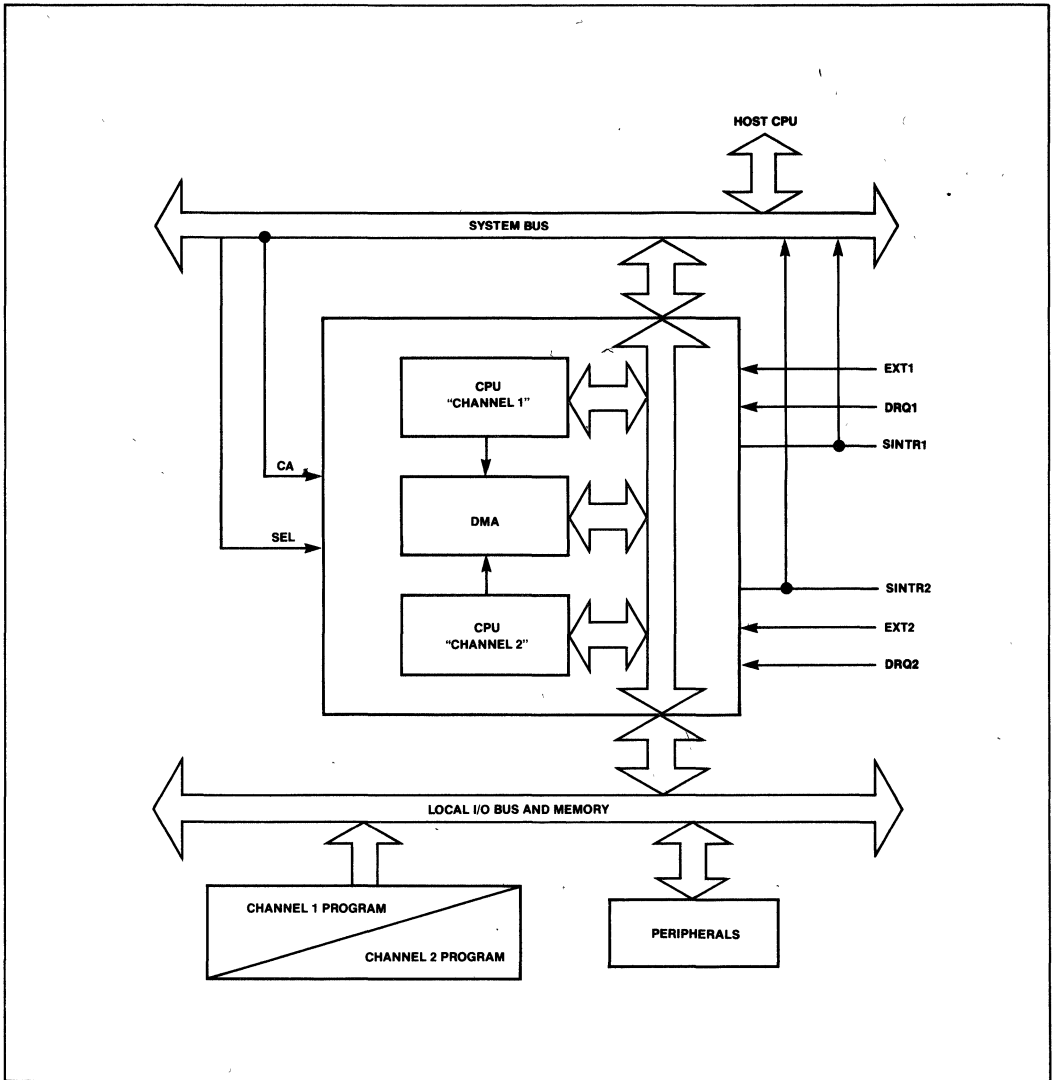 HOST CPU
SYSTEM BUS
CPU
"CHANNEL 1"
DMA
CPU
"CHANNEL 2"
CA
SEL
EXT1
DRQ1
SINTR1
SINTR2
EXT2
DRQ2
LOCAL I/O BUS AND MEMORY
CHANNEL 1 PROGRAM
CHANNEL 2 PROGRAM
PERIPHERALS